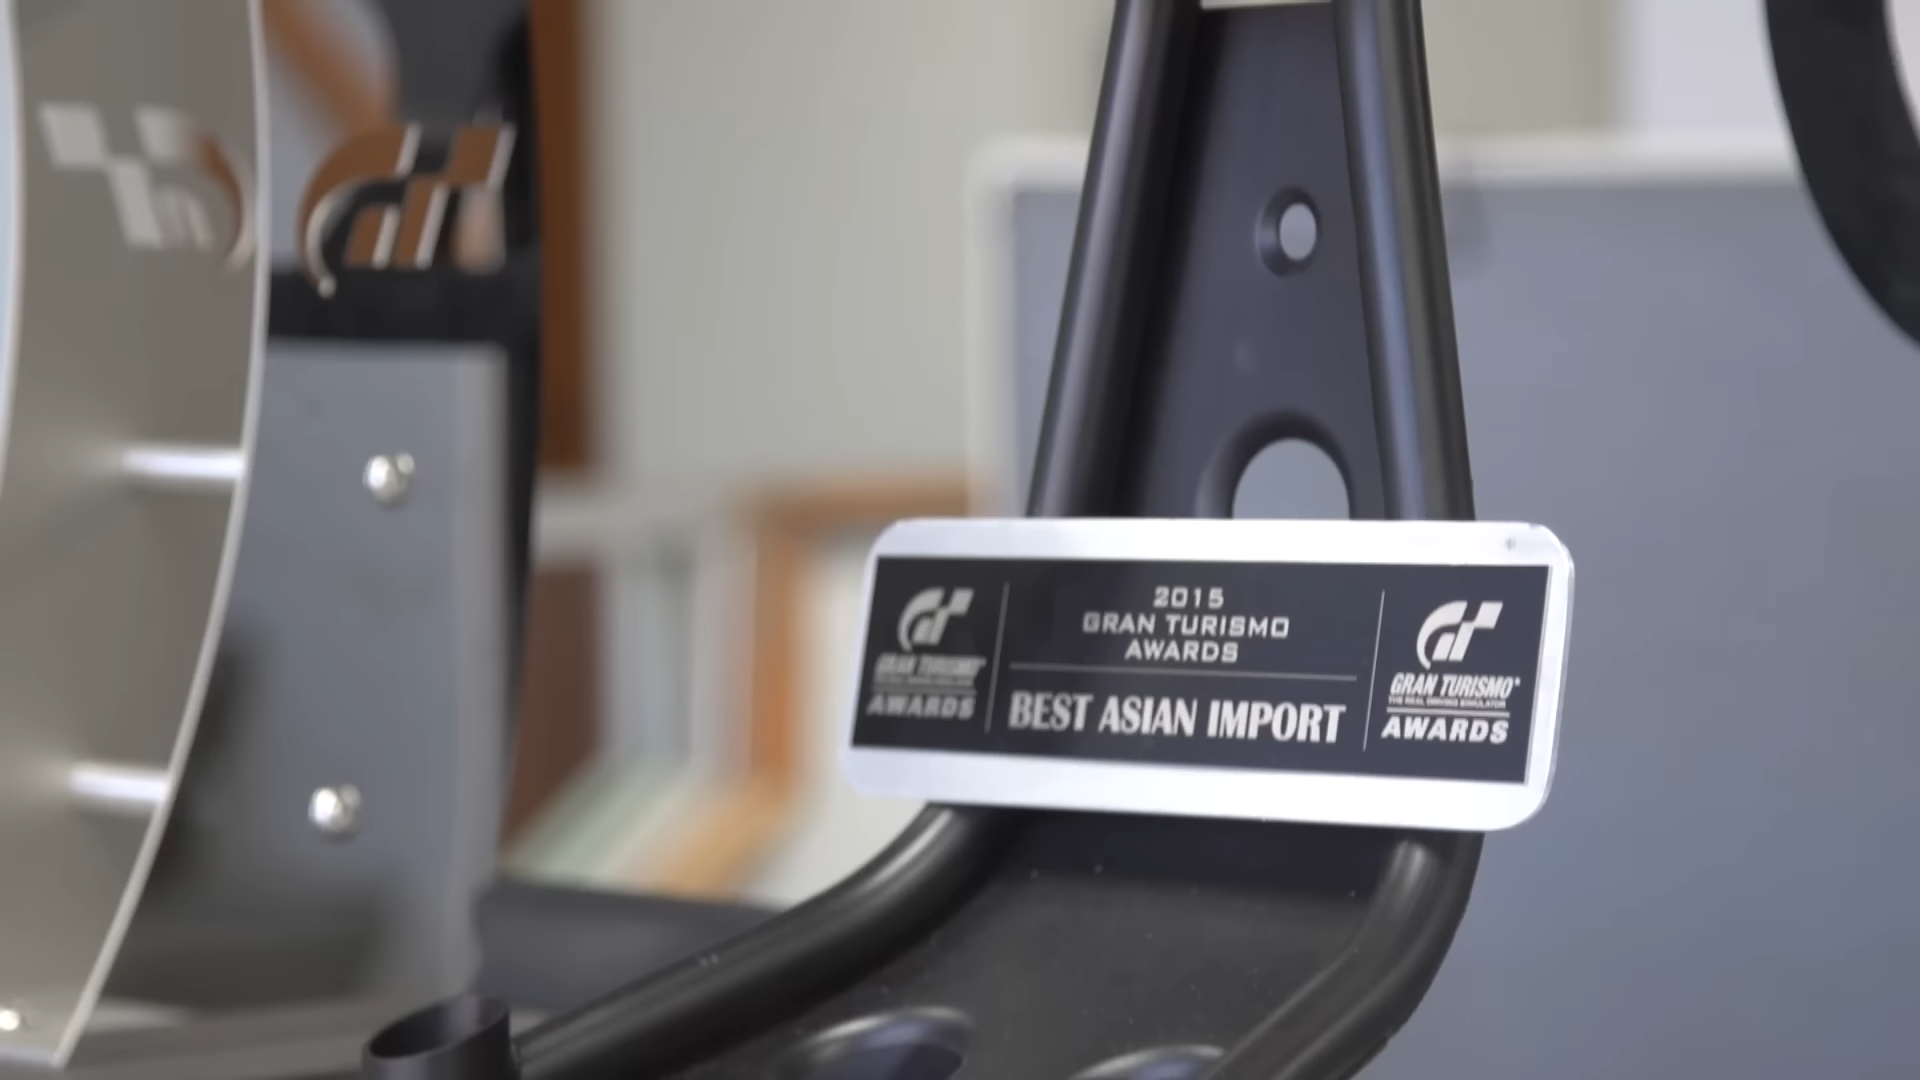 GRAN TURISMO
AWARDS
2015
GRAN TURISMO
AWARDS
BEST ASIAN IMPORT
GRAN TURISMO
THE REAL DRIVING SIMULATOR
AWARDS